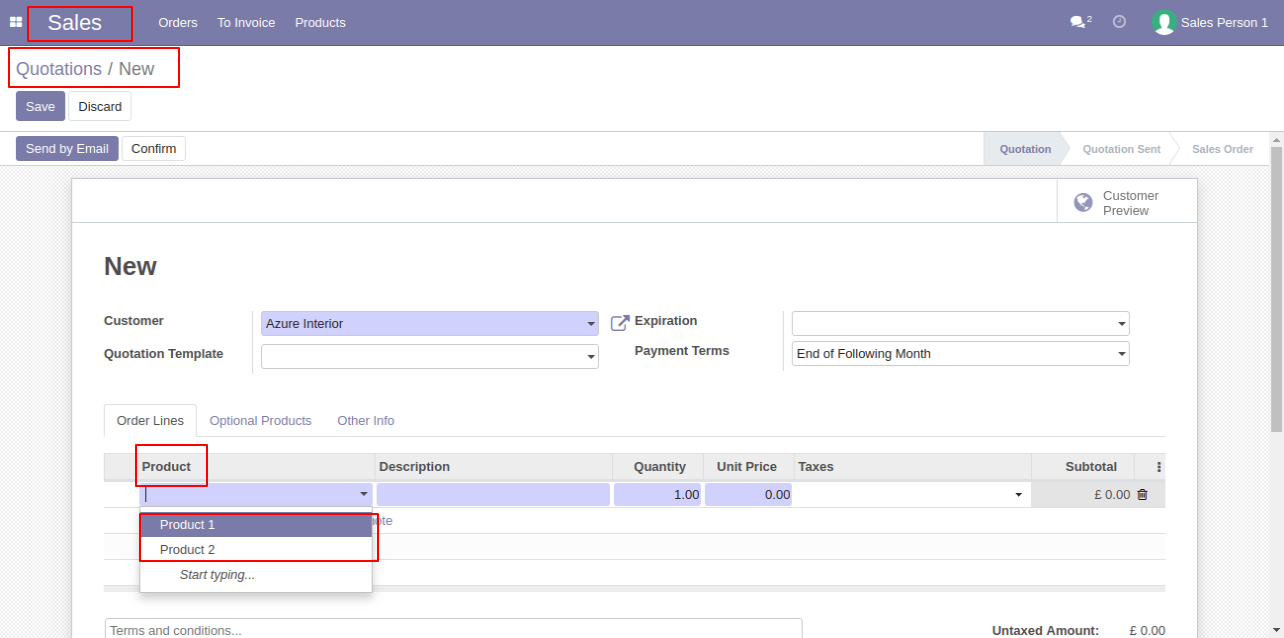 Sales Orders To Invoice Products 2 Sales Person 1
Quotations / New
Save Discard
Send by Email Confirm Quotation Quotation Sent Sales Order
Customer
Preview
New
Customer Azure Interior Expiration
Quotation Template Payment Terms End of Following Month
Order Lines Optional Products Other Info
Product Description Quantity Unit Price Taxes Subtotal
1.00 0.00 £ 0.00
Product 1
Product 2
Start typing...
Terms and conditions... Untaxed Amount: £ 0.00